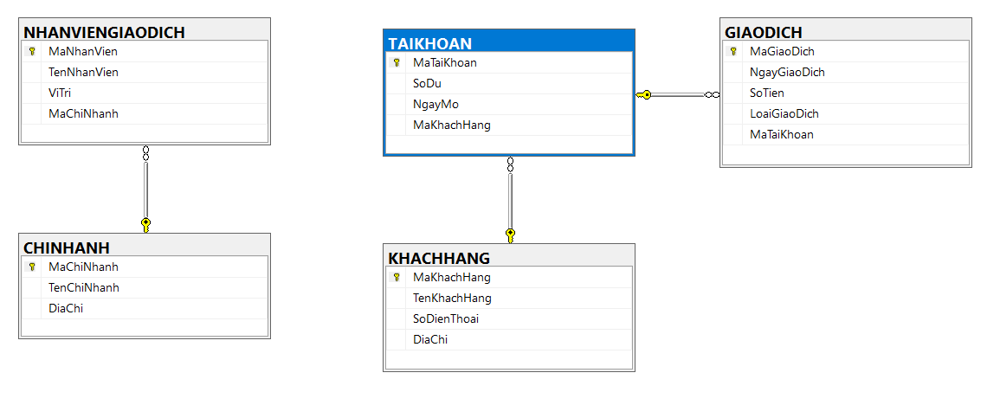 NHANVIENGIAODICH
MaNhanVien
TenNhanVien
ViTri
MaChiNhanh
TAIKHOAN
MaTaiKhoan
SoDu
NgayMo
MaKhachHang
GIAODICH
MaGiaoDich
NgayGiaoDich
SoTien
LoaiGiaoDich
MaTaiKhoan
CHINHANH
MaChiNhanh
TenChiNhanh
DiaChi
KHACHHANG
MaKhachHang
TenKhachHang
SoDienThoai
DiaChi